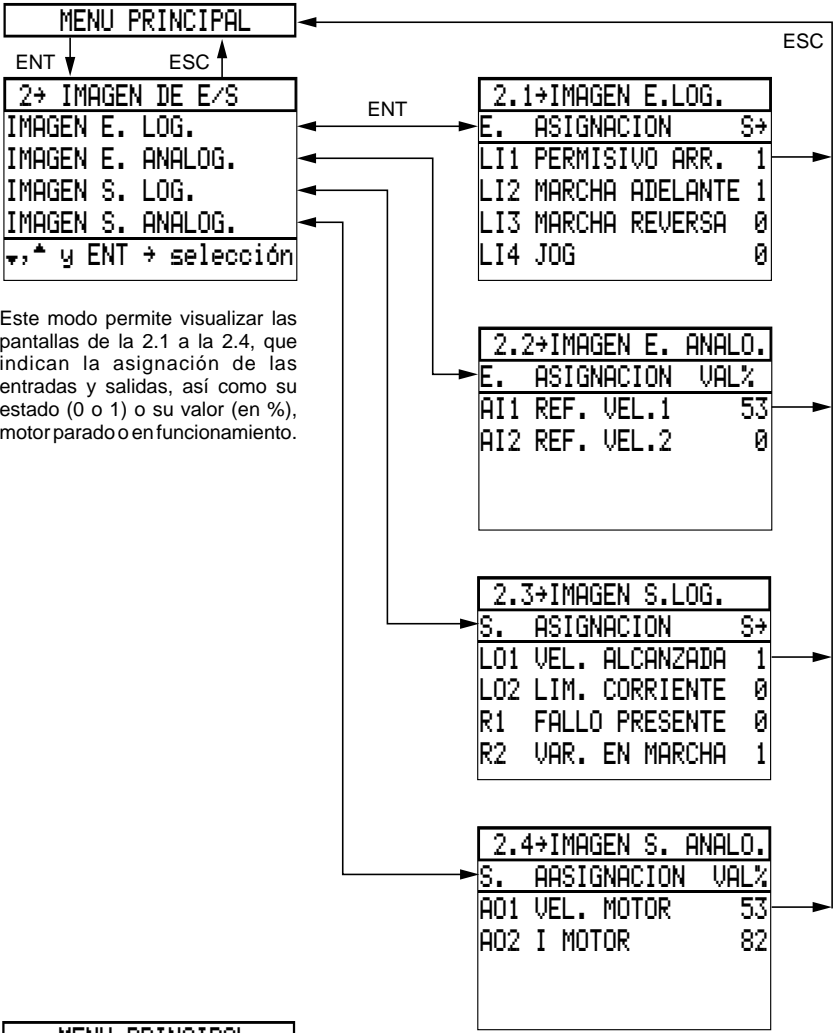 MENU PRINCIPAL
ESC
ENT
ESC
2→ IMAGEN DE E/S
IMAGEN E. LOG.
IMAGEN E. ANALOG.
IMAGEN S. LOG.
IMAGEN S. ANALOG.
▼,▲ y ENT → selección
Este modo permite visualizar las
pantallas de la 2.1 a la 2.4, que
indican la asignación de las
entradas y salidas, así como su
estado (0 o 1) o su valor (en %),
motor parado o en funcionamiento.
ENT
2.1→IMAGEN E.LOG.
E. ASIGNACION S→
LI1 PERMISIVO ARR. 1
LI2 MARCHA ADELANTE 1
LI3 MARCHA REVERSA 0
LI4 JOG 0
2.2→IMAGEN E. ANALO.
E. ASIGNACION VAL%
AI1 REF. VEL.1 53
AI2 REF. VEL.2 0
2.3→IMAGEN S.LOG.
S. ASIGNACION S→
LO1 VEL. ALCANZADA 1
LO2 LIM. CORRIENTE 0
R1 FALLO PRESENTE 0
R2 VAR. EN MARCHA 1
2.4→IMAGEN S. ANALO.
S. AASIGNACION VAL%
AO1 VEL. MOTOR 53
AO2 I MOTOR 82
MENU PRINCIPAL